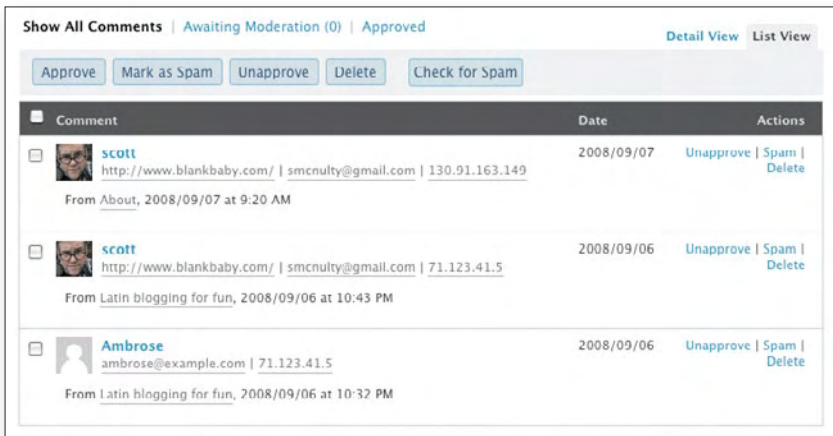 Show All Comments | Awaiting Moderation (0) | Approved
Detail View List View
Approve Mark as Spam Unapprove Delete Check for Spam
Comment Date Actions
scott 2008/09/07 Unapprove | Spam |
http://www.blankbaby.com/ | smcnulty@gmail.com | 130.91.163.149 Delete
From About, 2008/09/07 at 9:20 AM
scott 2008/09/06 Unapprove | Spam |
http://www.blankbaby.com/ | smcnulty@gmail.com | 71.123.41.5 Delete
From Latin blogging for fun, 2008/09/06 at 10:43 PM
Ambrose 2008/09/06 Unapprove | Spam |
ambrose@example.com | 71.123.41.5 Delete
From Latin blogging for fun, 2008/09/06 at 10:32 PM